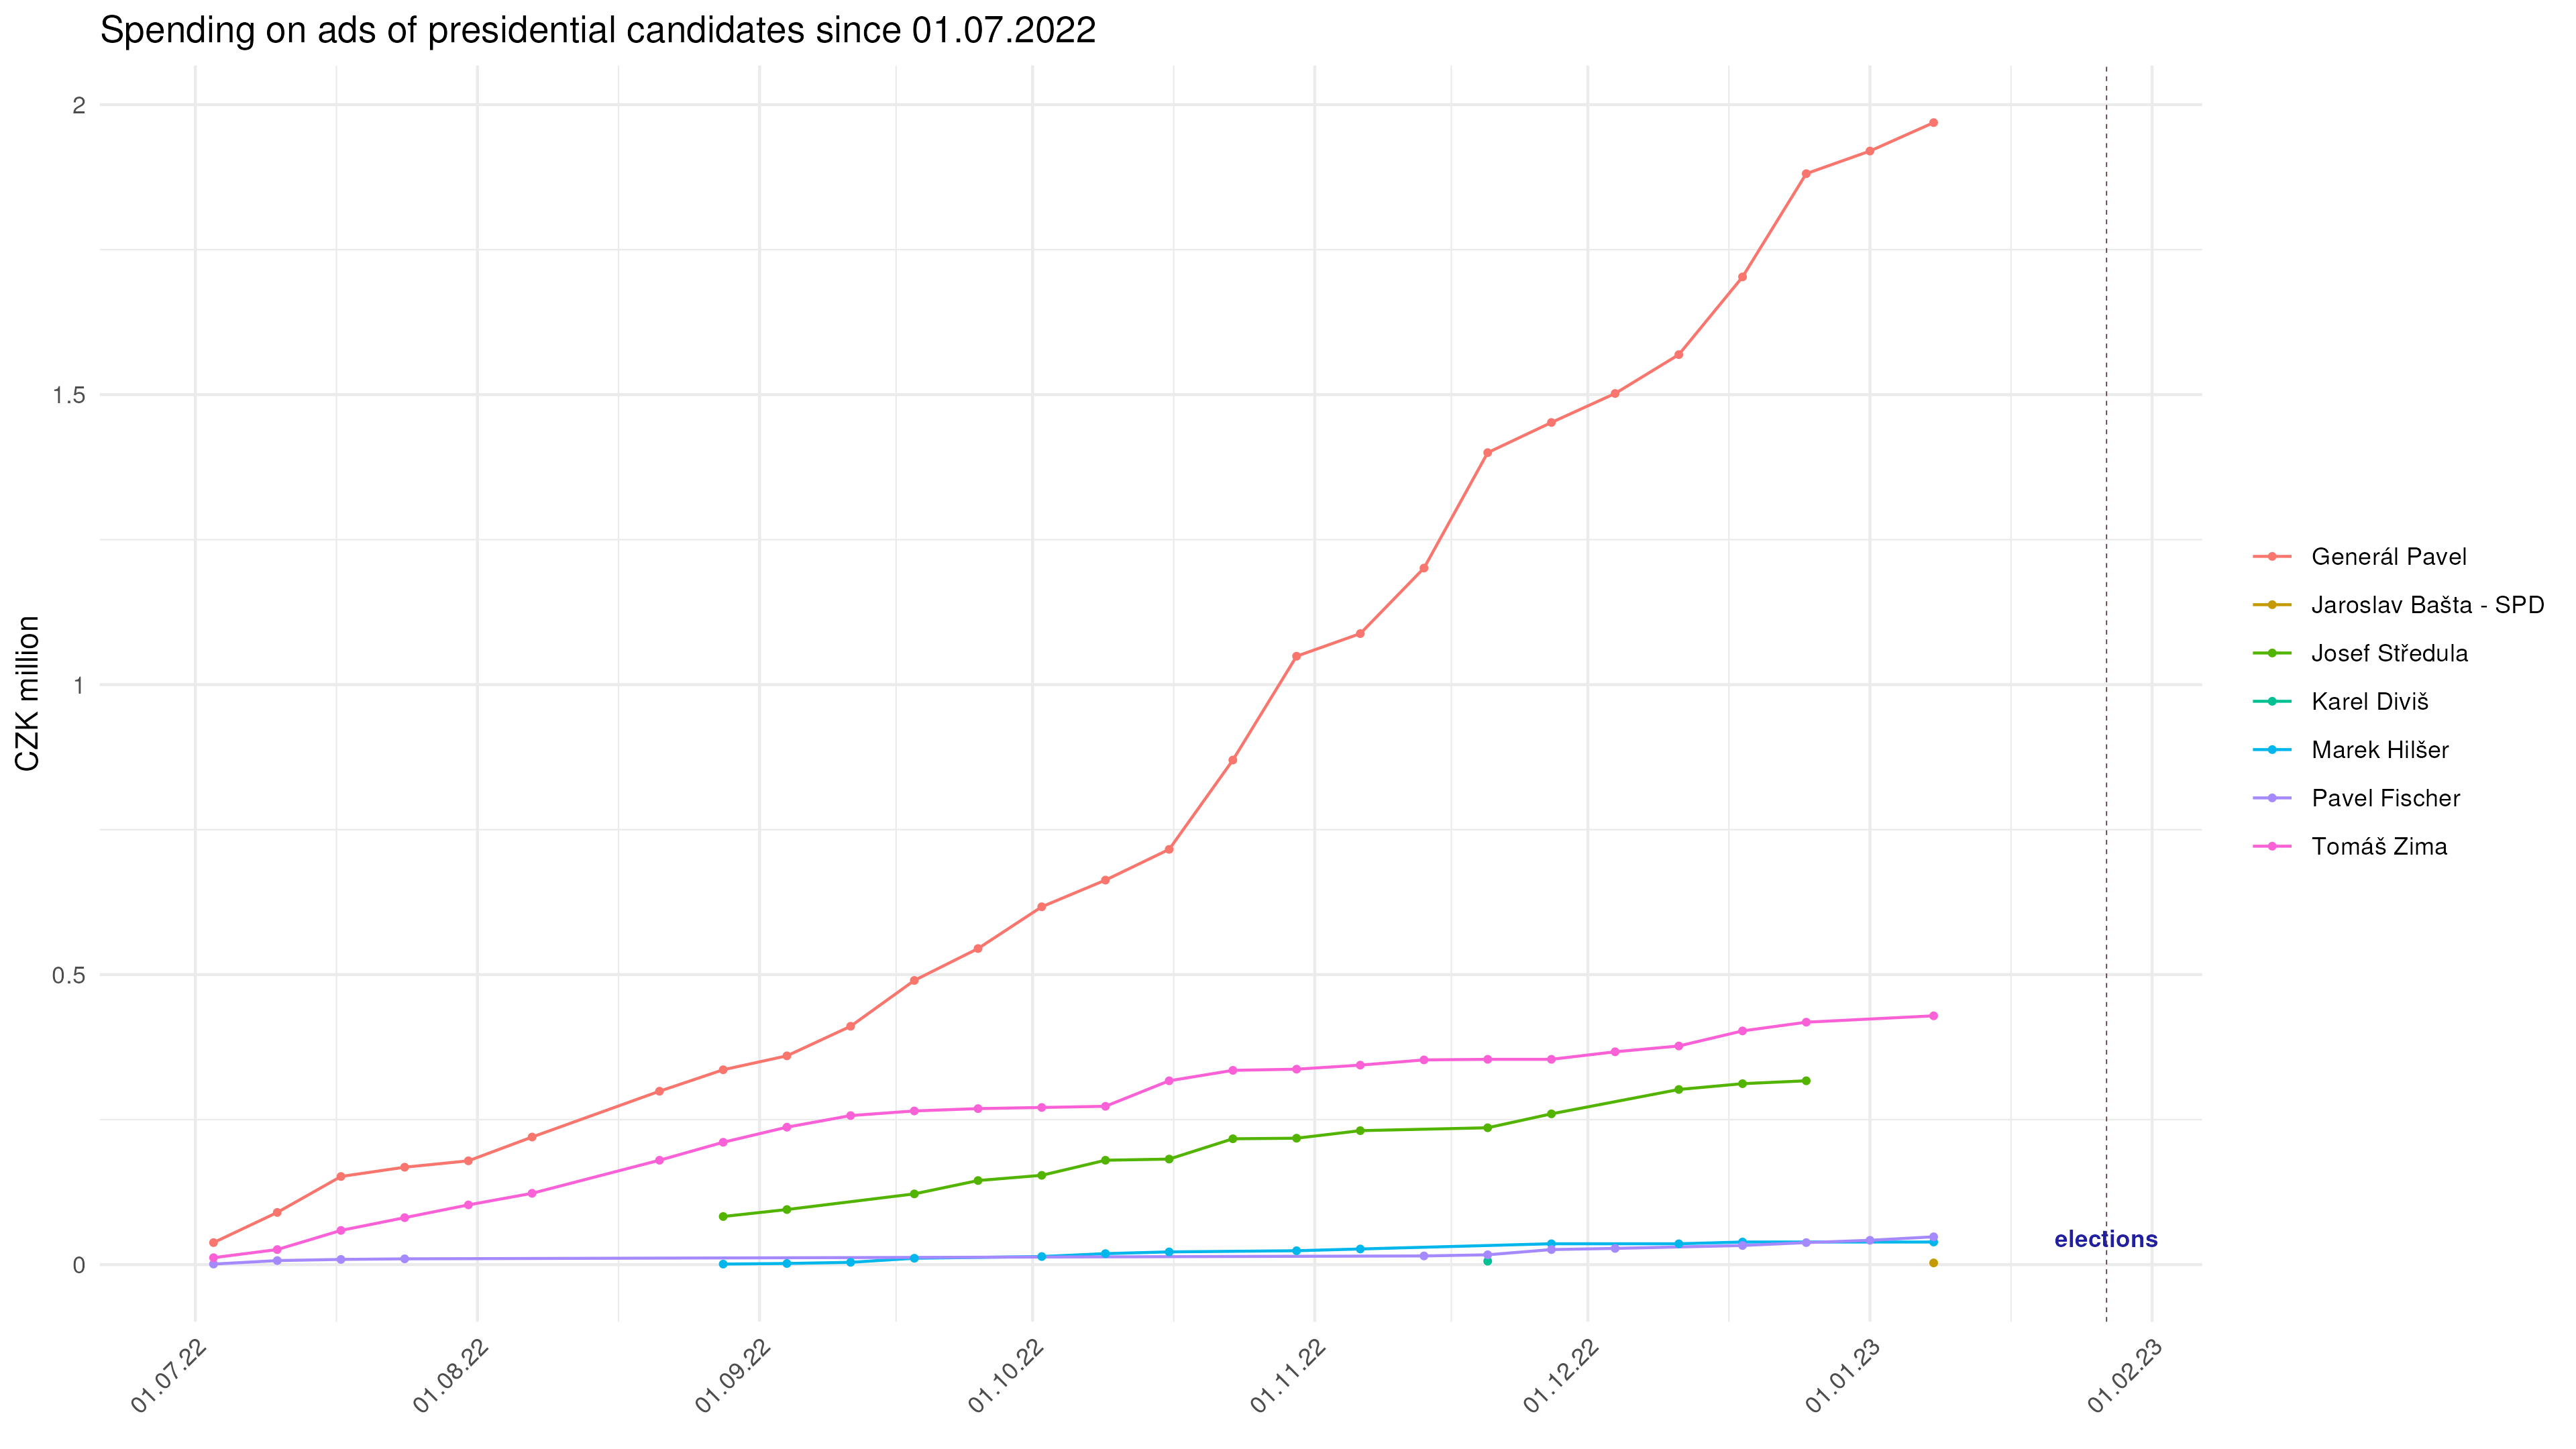 Spending on ads of presidential candidates since 01.07.2022
CZK million
2
1.5
1
0.5
0
elections
01.07.22
01.08.22
01.09.22
01.10.22
01.11.22
01.12.22
01.01.23
01.02.23
Generál Pavel
Jaroslav Bašta - SPD
Josef Středula
Karel Diviš
Marek Hilšer
Pavel Fischer
Tomáš Zima